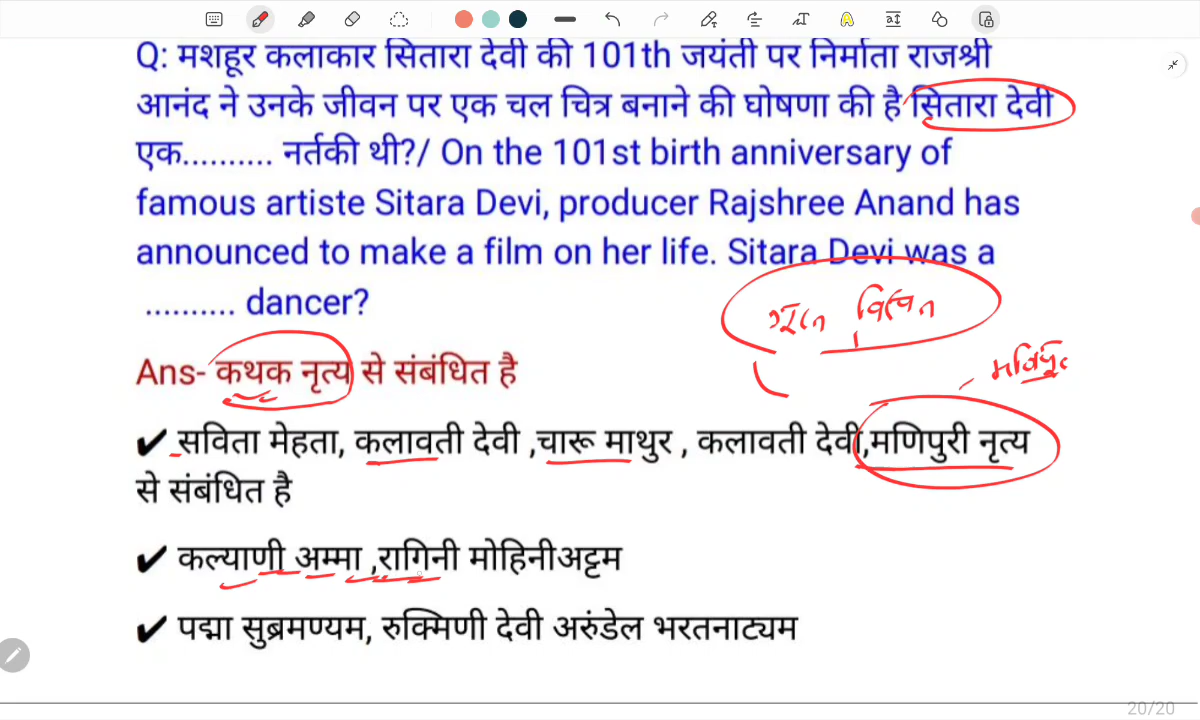 Q: मशहूर कलाकार सितारा देवी की 101th जयंती पर निर्माता राजश्री
आनंद ने उनके जीवन पर एक चल चित्र बनाने की घोषणा की है सितारा देवी
एक.......... नर्तकी थी?/ On the 101st birth anniversary of
famous artiste Sitara Devi, producer Rajshree Anand has
announced to make a film on her life. Sitara Devi was a
.......... dancer?
Ans- कथक नृत्य से संबंधित है
✔ सविता मेहता, कलावती देवी ,चारू माथुर , कलावती देवी,मणिपुरी नृत्य
से संबंधित है
✔ कल्याणी अम्मा ,रागिनी मोहिनीअट्टम
✔ पद्मा सुब्रमण्यम, रुक्मिणी देवी अरुंडेल भरतनाट्यम
20/20